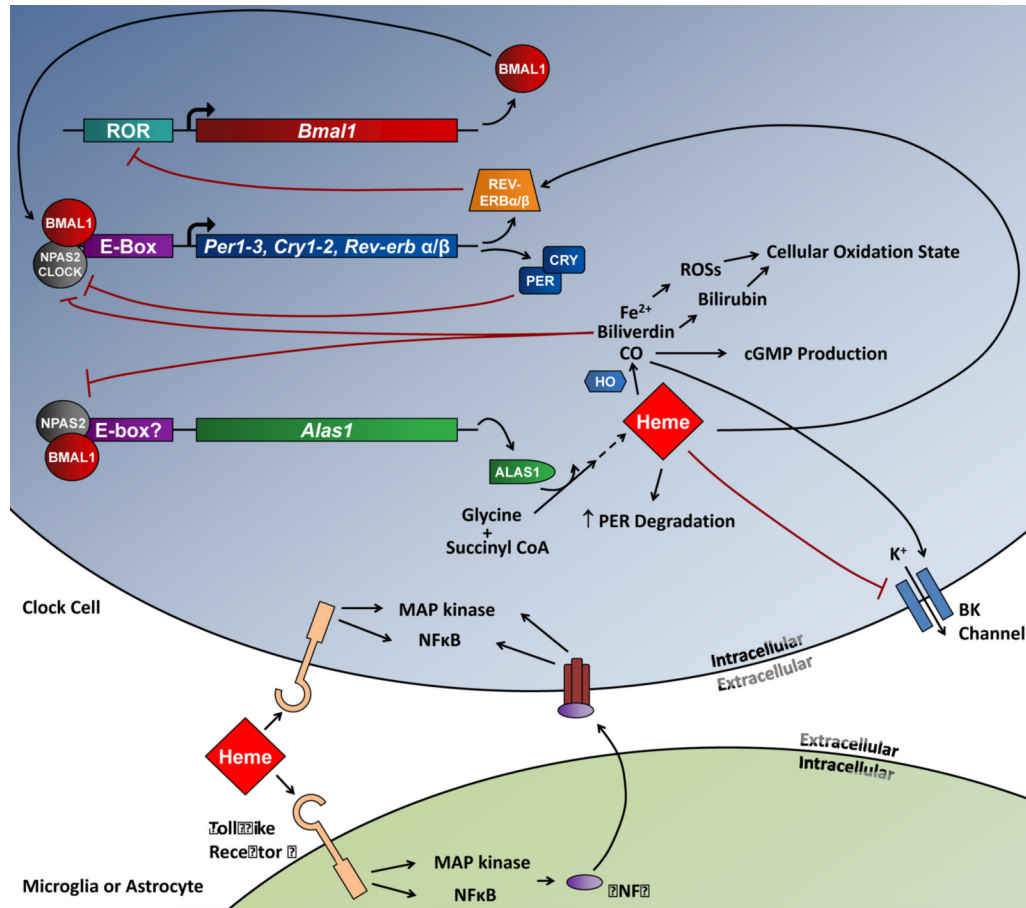 BMAL1
ROR
Bmal1
REV-
ERBα/β
BMAL1
NPAS2
CLOCK
E-Box
Per1-3, Cry1-2, Rev-erb α/β
CRY
PER
Cellular Oxidation State
ROSs
Bilirubin
Fe²⁺
Biliverdin
CO
cGMP Production
HO
NPAS2
BMAL1
E-box?
Alas1
Heme
ALAS1
Glycine
+
Succinyl CoA
↑ PER Degradation
K⁺
BK
Channel
Clock Cell
MAP kinase
NFκB
Intracellular
Extracellular
Heme
Extracellular
Intracellular
Microglia or Astrocyte
MAP kinase
NFκB